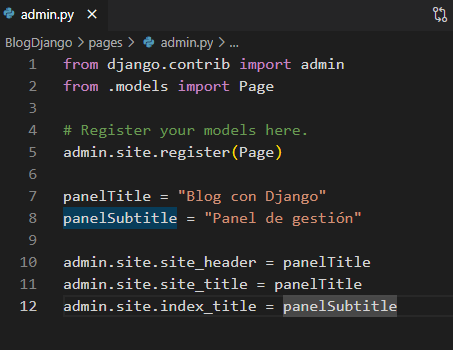 admin.py ×
BlogDjango > pages > admin.py > ...
1 from django.contrib import admin
2 from .models import Page
3
4 # Register your models here.
5 admin.site.register(Page)
6
7 panelTitle = "Blog con Django"
8 panelSubtitle = "Panel de gestión"
9
10 admin.site.site_header = panelTitle
11 admin.site.site_title = panelTitle
12 admin.site.index_title = panelSubtitle